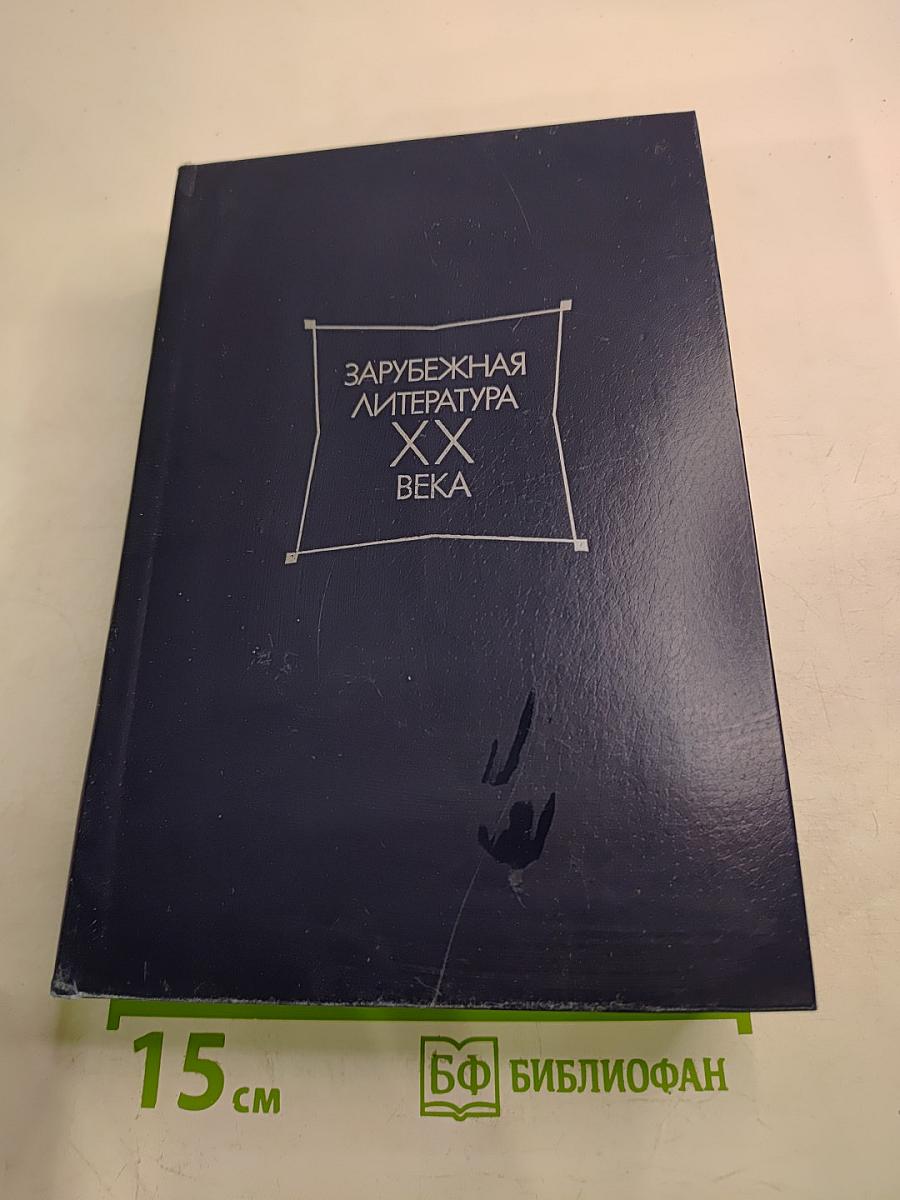 ЗАРУБЕЖНАЯ
ЛИТЕРАТУРА
XX
ВЕКА
15 см
БФ БИБЛИОФАН